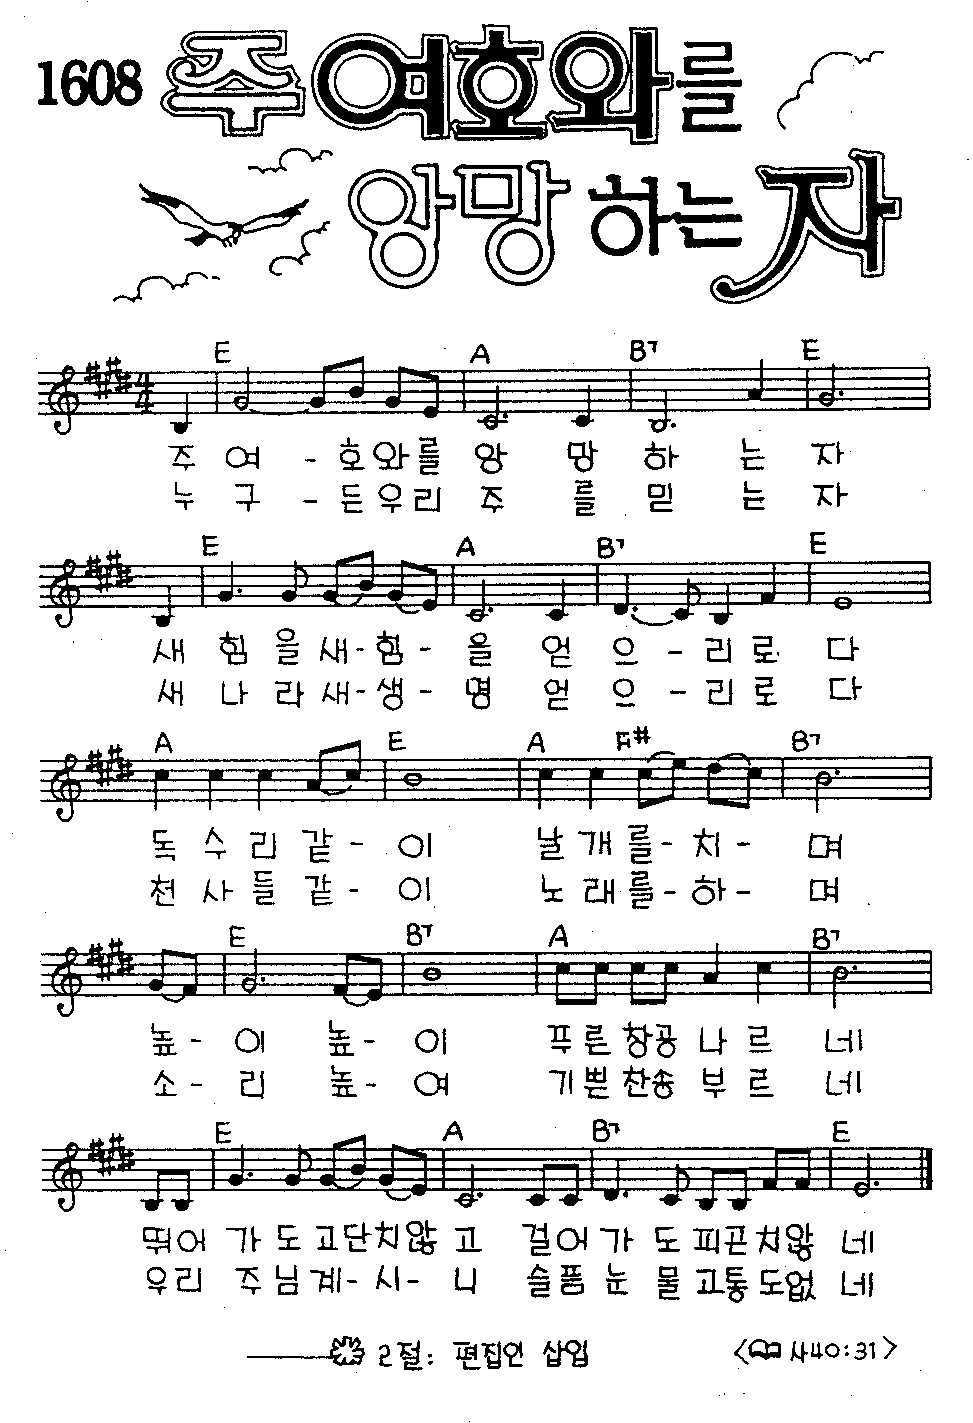 1608 주 여호와를
앙망하는 자
E A B7 E
주 여 - 호와를 앙 망 하 는 자
누 구 - 든우리 주 를 믿 는 자
E A B7 E
새 힘 을 새- 힘 - 을 얻 으 - 리 로 다
새 나 라 새- 생 - 명 얻 으 - 리 로 다
A E A F# B7
독 수 리 같 - 이 날 개 를- 치 - 며
천 사 들 같 - 이 노 래 를- 하 - 며
E B7 A B7
높 - 이 높 - 이 푸 른 창공 나 르 네
소 - 리 높 - 여 기 쁜 찬송 부 르 네
E A B7 E
뛰어 가 도 고단치않 고 걸어 가 도 피곤치않 네
우리 주 님 계- 시- 니 슬픔 눈 물 고통 도없 네
2절: 편집인 삽입 <사40:31>